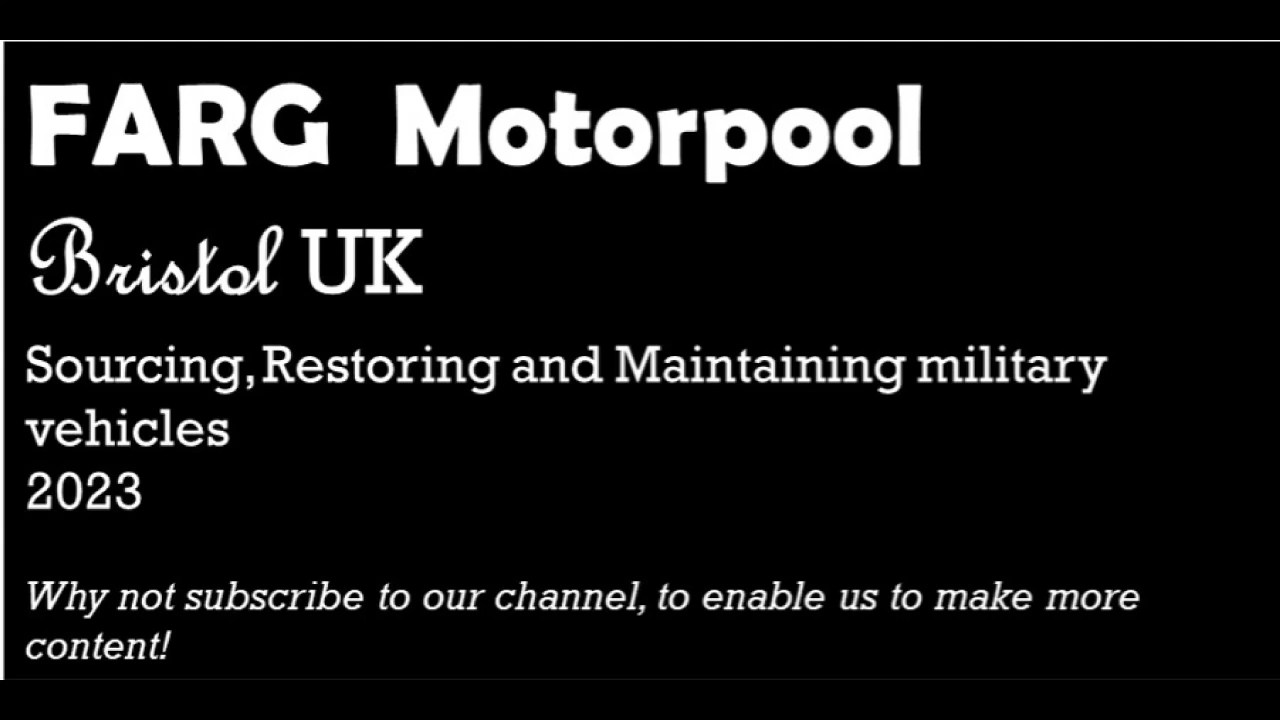 FARG Motorpool
Bristol UK
Sourcing, Restoring and Maintaining military
vehicles
2023
Why not subscribe to our channel, to enable us to make more
content!